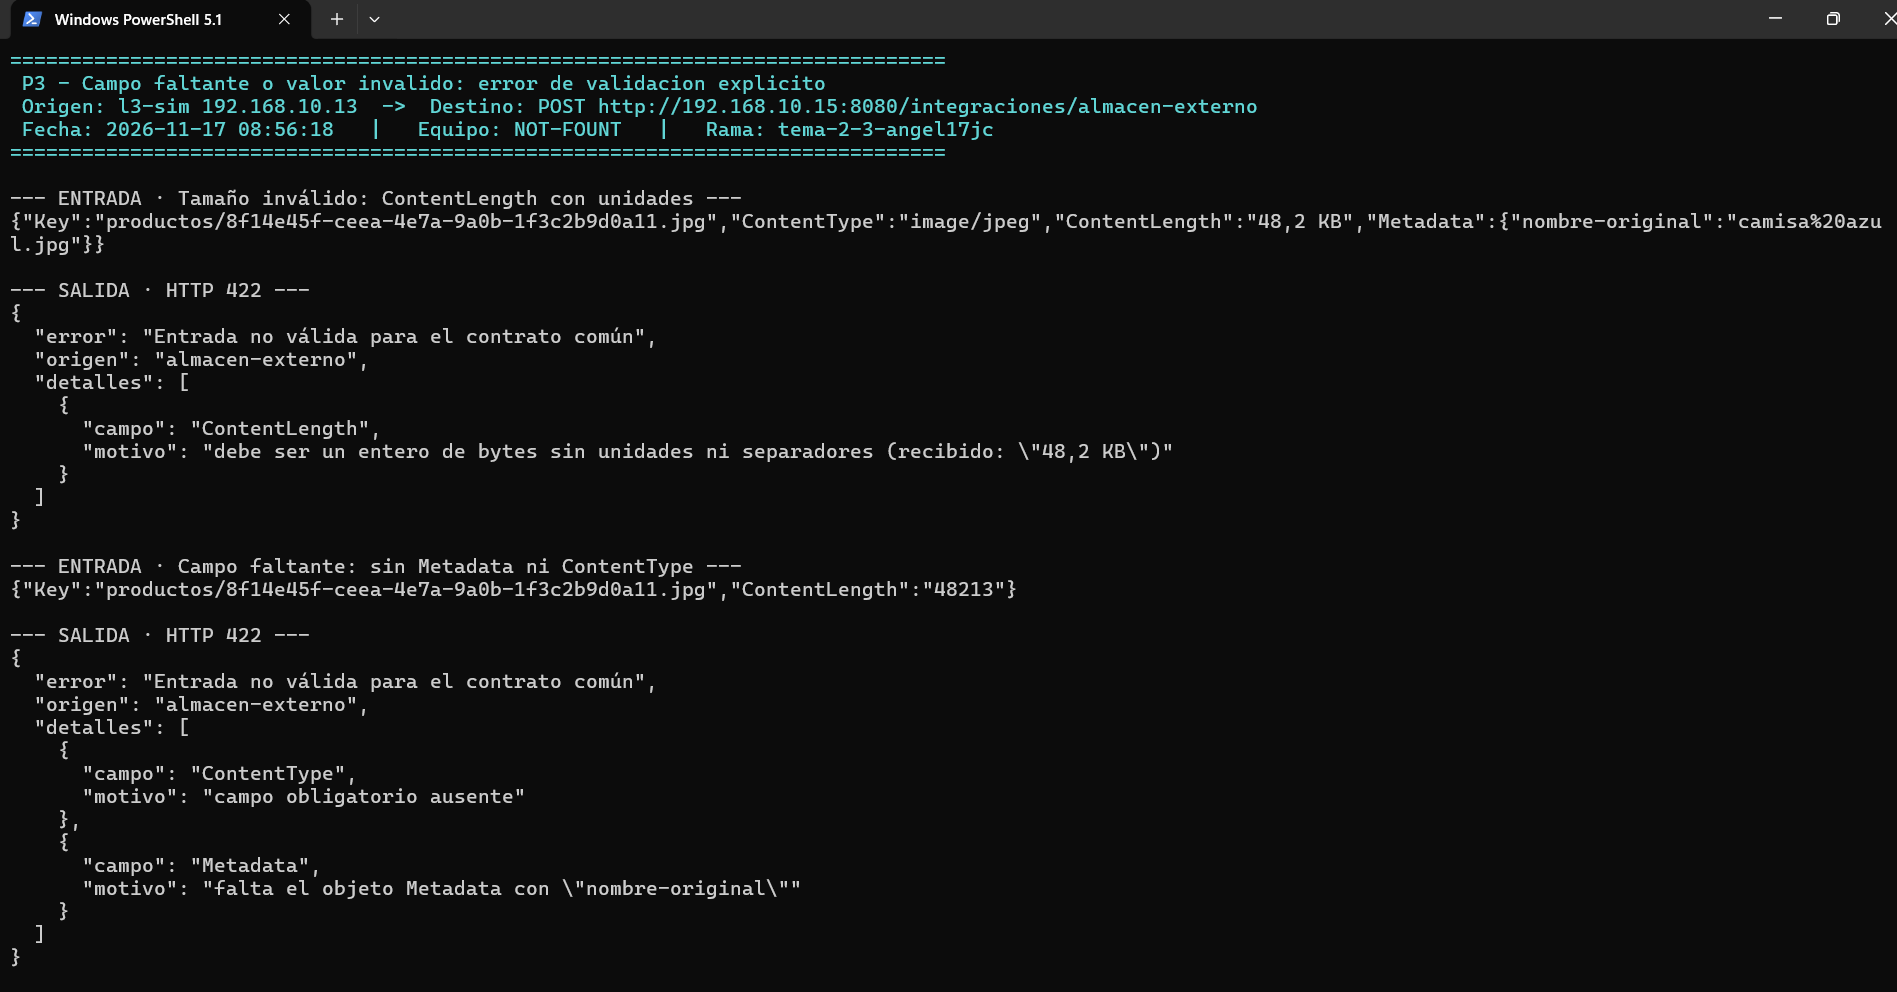 Windows PowerShell 5.1
==============================================================================
P3 - Campo faltante o valor invalido: error de validacion explicito
Origen: l3-sim 192.168.10.13  ->  Destino: POST http://192.168.10.15:8080/integraciones/almacen-externo
Fecha: 2026-11-17 08:56:18   |   Equipo: NOT-FOUNT   |   Rama: tema-2-3-angel17jc
==============================================================================
--- ENTRADA · Tamaño inválido: ContentLength con unidades ---
{"Key":"productos/8f14e45f-ceea-4e7a-9a0b-1f3c2b9d0a11.jpg","ContentType":"image/jpeg","ContentLength":"48,2 KB","Metadata":{"nombre-original":"camisa%20azu
l.jpg"}}
--- SALIDA · HTTP 422 ---
{
  "error": "Entrada no válida para el contrato común",
  "origen": "almacen-externo",
  "detalles": [
    {
      "campo": "ContentLength",
      "motivo": "debe ser un entero de bytes sin unidades ni separadores (recibido: \"48,2 KB\")"
    }
  ]
}
--- ENTRADA · Campo faltante: sin Metadata ni ContentType ---
{"Key":"productos/8f14e45f-ceea-4e7a-9a0b-1f3c2b9d0a11.jpg","ContentLength":"48213"}
--- SALIDA · HTTP 422 ---
{
  "error": "Entrada no válida para el contrato común",
  "origen": "almacen-externo",
  "detalles": [
    {
      "campo": "ContentType",
      "motivo": "campo obligatorio ausente"
    },
    {
      "campo": "Metadata",
      "motivo": "falta el objeto Metadata con \"nombre-original\""
    }
  ]
}